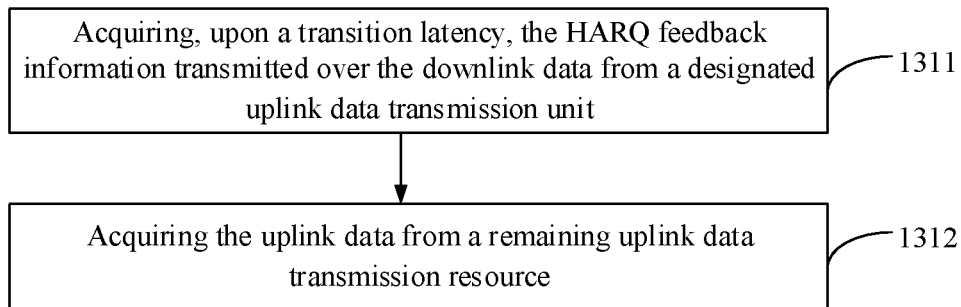 Acquiring, upon a transition latency, the HARQ feedback
information transmitted over the downlink data from a designated
uplink data transmission unit
1311
Acquiring the uplink data from a remaining uplink data
transmission resource
1312